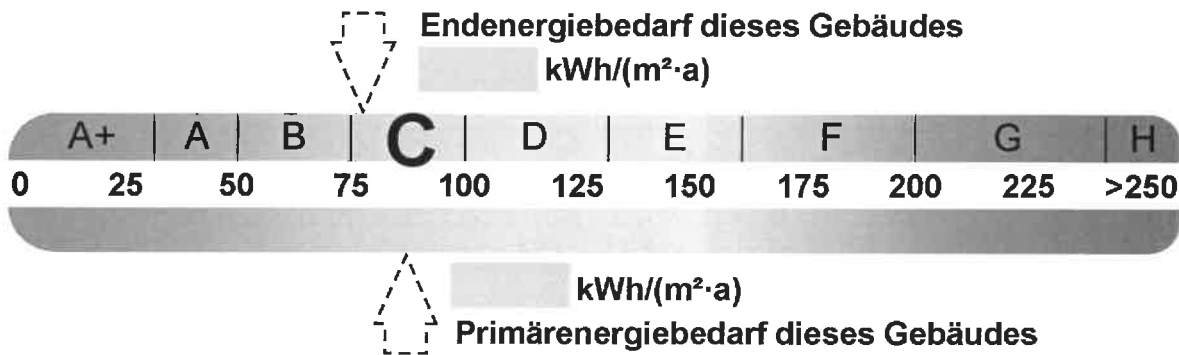 Endenergiebedarf dieses Gebäudes
kWh/(m²·a)
A+ A B C D E F G H
0 25 50 75 100 125 150 175 200 225 >250
kWh/(m²·a)
Primärenergiebedarf dieses Gebäudes